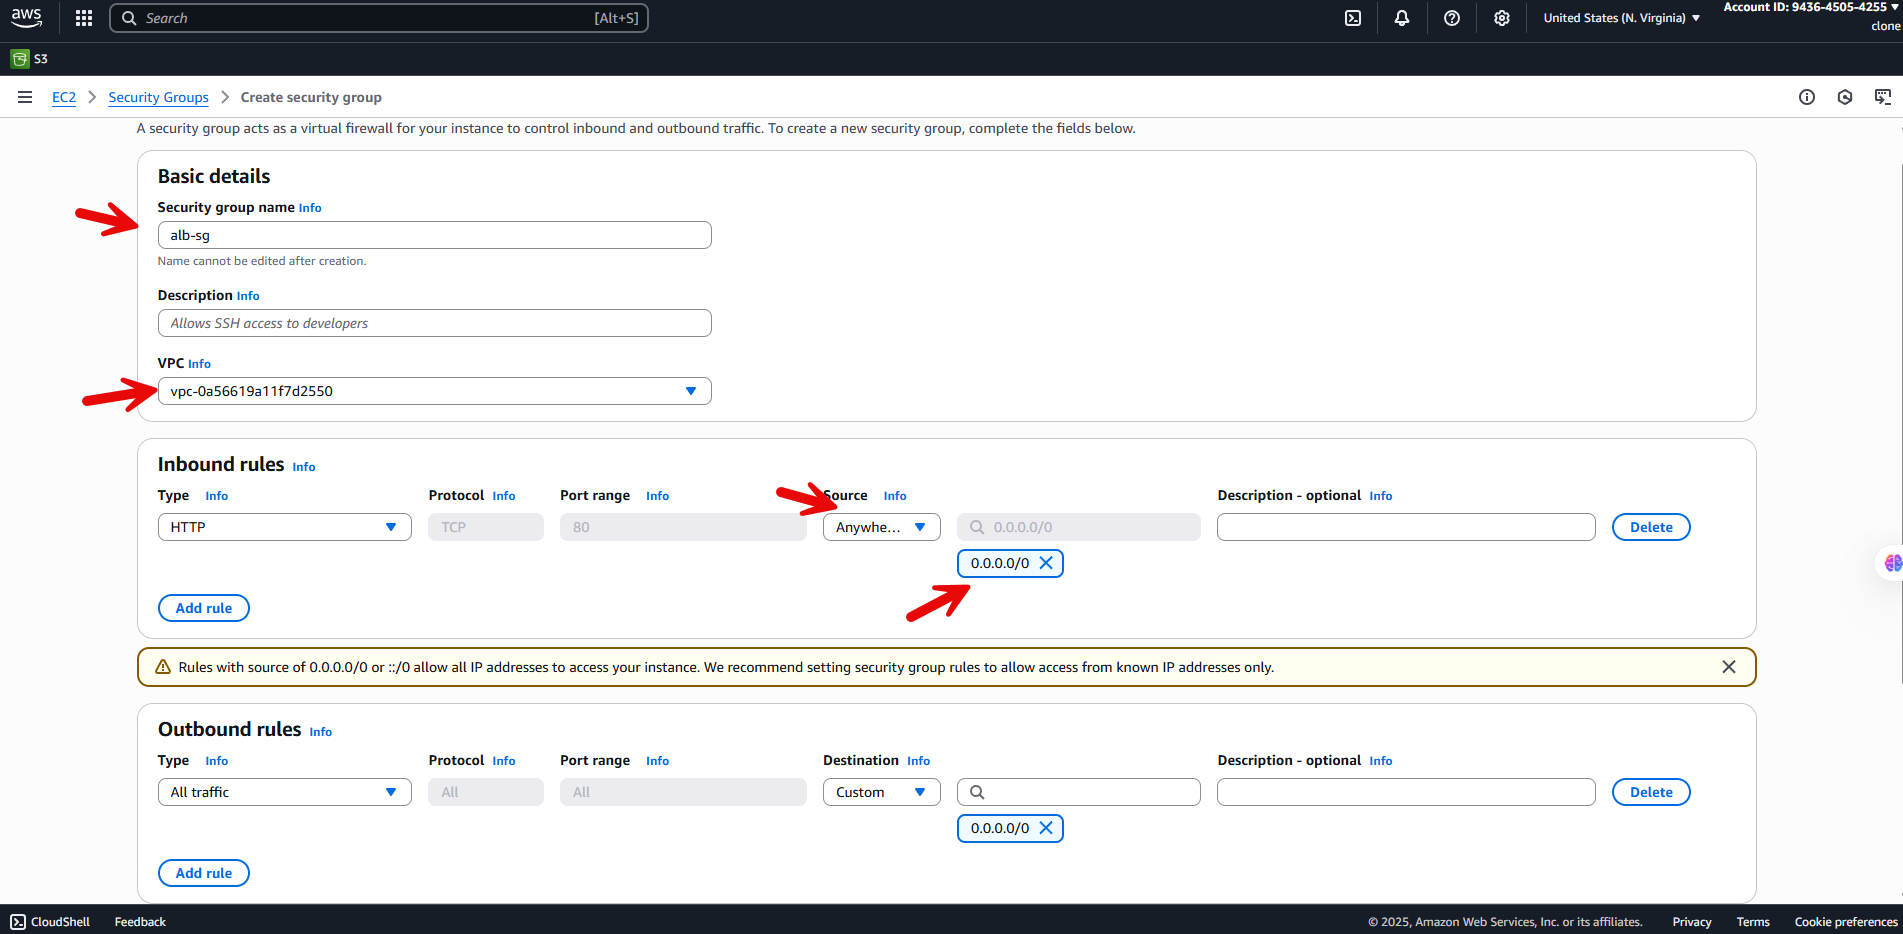 aws
Search [Alt+S]
United States (N. Virginia)
Account ID: 9436-4505-4255
clone
S3
EC2 Security Groups Create security group
A security group acts as a virtual firewall for your instance to control inbound and outbound traffic. To create a new security group, complete the fields below.
Basic details
Security group name Info
alb-sg
Name cannot be edited after creation.
Description Info
Allows SSH access to developers
VPC Info
vpc-0a56619a11f7d2550
Inbound rules Info
Type Info Protocol Info Port range Info Source Info Description - optional Info
HTTP TCP 80 Anywhe... 0.0.0.0/0 Delete
0.0.0.0/0
Add rule
Rules with source of 0.0.0.0/0 or ::/0 allow all IP addresses to access your instance. We recommend setting security group rules to allow access from known IP addresses only.
Outbound rules Info
Type Info Protocol Info Port range Info Destination Info Description - optional Info
All traffic All All Custom Delete
0.0.0.0/0
Add rule
CloudShell Feedback © 2025, Amazon Web Services, Inc. or its affiliates. Privacy Terms Cookie preferences